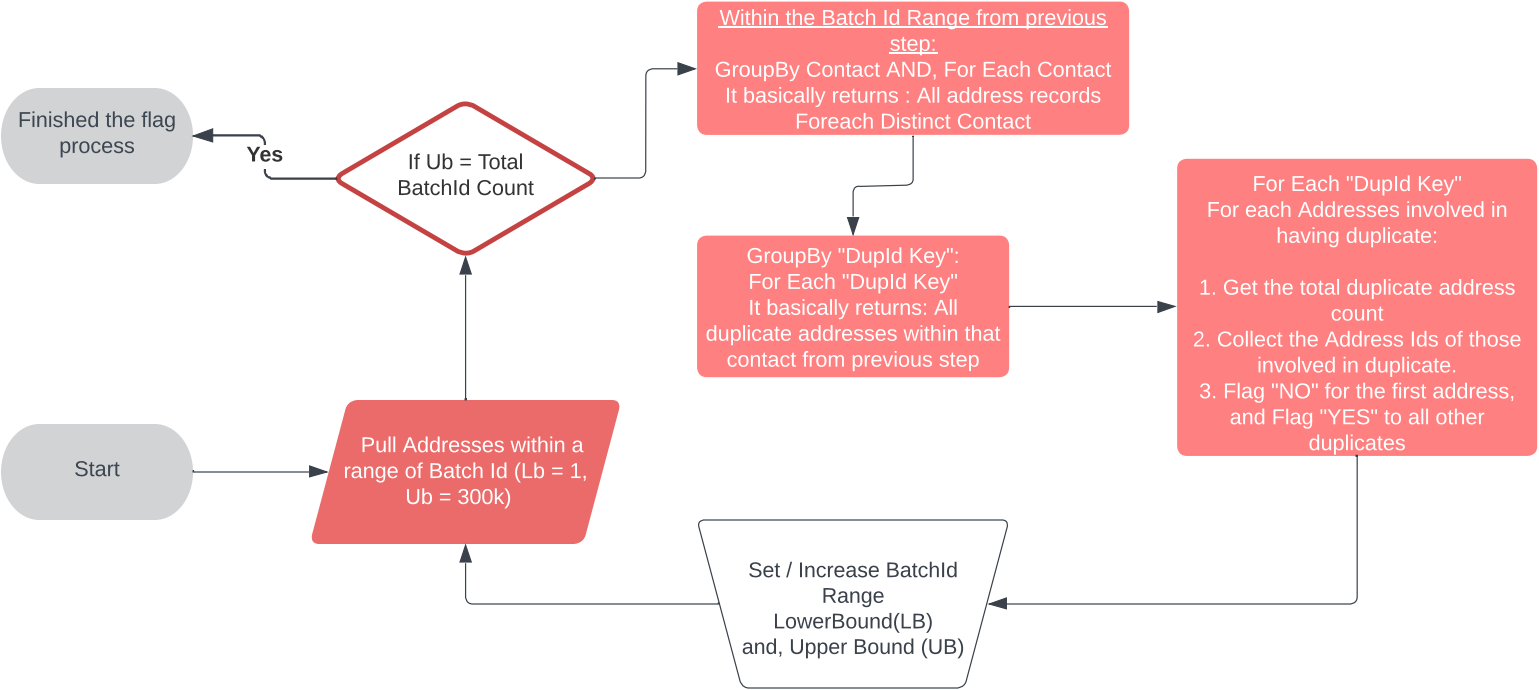 Within the Batch Id Range from previous
step:
GroupBy Contact AND, For Each Contact
It basically returns : All address records
Foreach Distinct Contact
Finished the flag
process
Yes
If Ub = Total
BatchId Count
For Each "DupId Key"
For each Addresses involved in
having duplicate:
1. Get the total duplicate address
count
2. Collect the Address Ids of those
involved in duplicate.
3. Flag "NO" for the first address,
and Flag "YES" to all other
duplicates
GroupBy "DupId Key":
For Each "DupId Key"
It basically returns: All
duplicate addresses within that
contact from previous step
Start
Pull Addresses within a
range of Batch Id (Lb = 1,
Ub = 300k)
Set / Increase BatchId
Range
LowerBound(LB)
and, Upper Bound (UB)